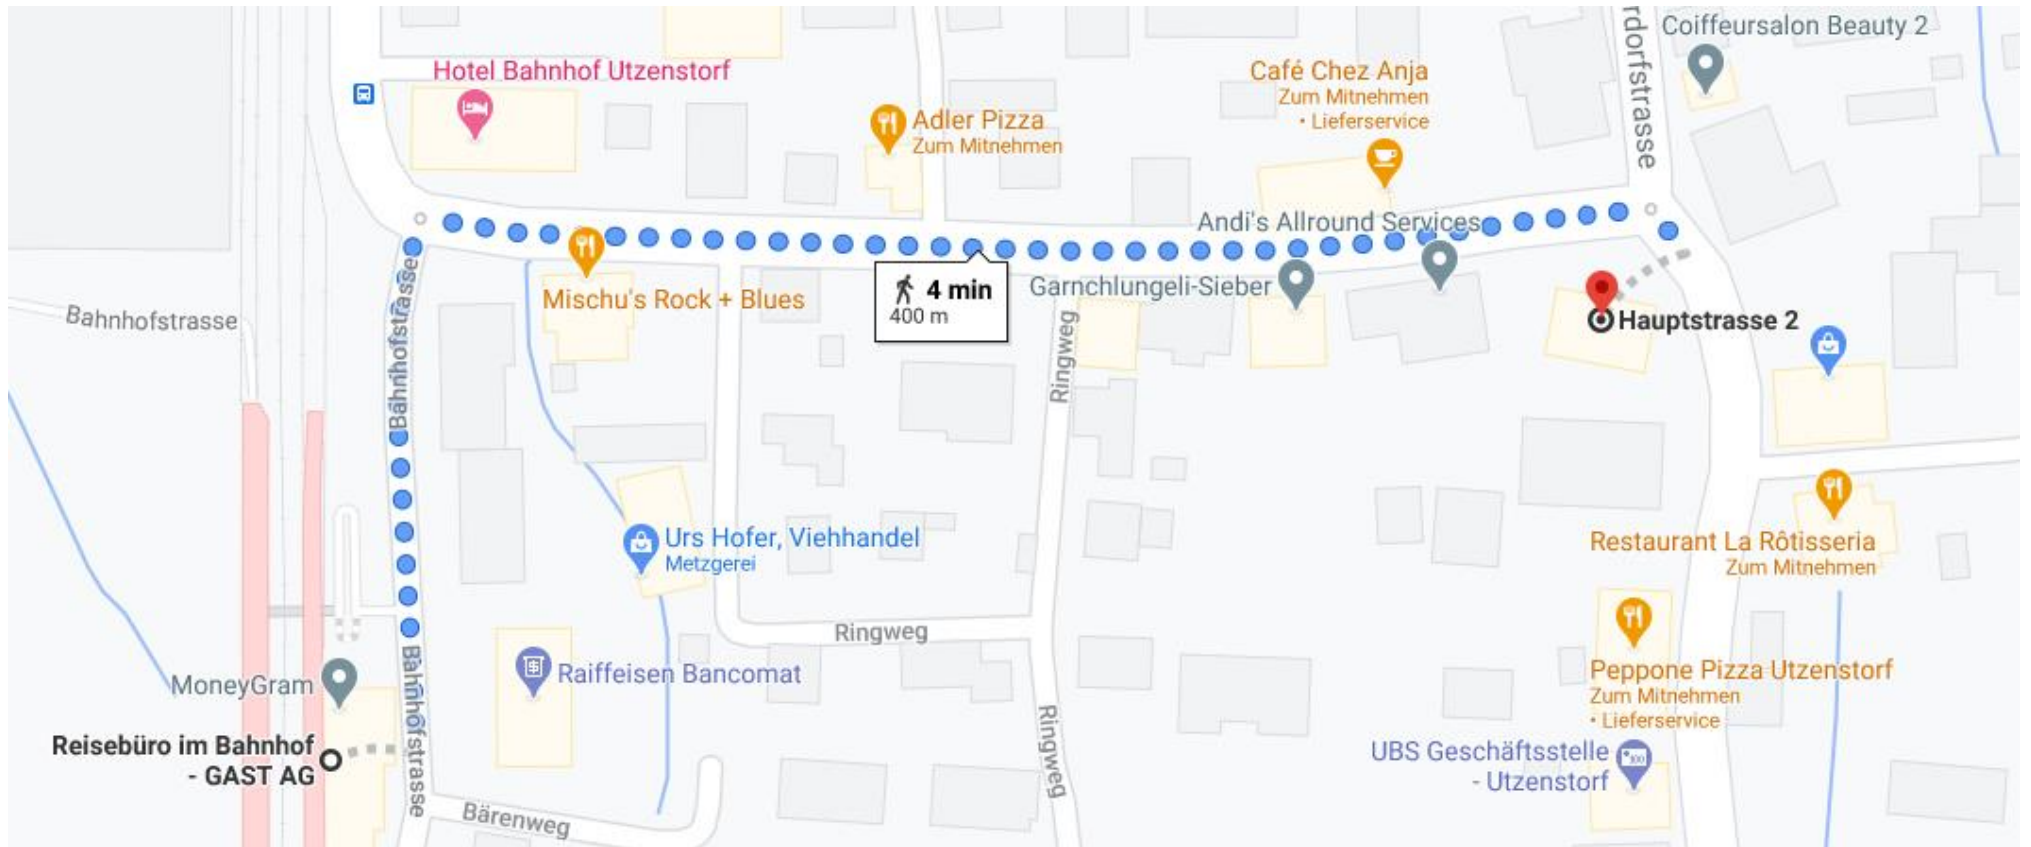 Coiffeursalon Beauty 2
rdorfstrasse
Hotel Bahnhof Utzenstorf
Café Chez Anja
Zum Mitnehmen
• Lieferservice
Adler Pizza
Zum Mitnehmen
Andi's Allround Services
Garnchlungeli-Sieber
4 min
400 m
Mischu's Rock + Blues
Bahnhofstrasse
Bahnhofstrasse
Hauptstrasse 2
Ringweg
Urs Hofer, Viehhandel
Metzgerei
Restaurant La Rôtisseria
Zum Mitnehmen
Ringweg
Raiffeisen Bancomat
Peppone Pizza Utzenstorf
Zum Mitnehmen
• Lieferservice
MoneyGram
Bahnhofstrasse
Ringweg
Reisebüro im Bahnhof
- GAST AG
UBS Geschäftsstelle
- Utzenstorf
Bärenweg